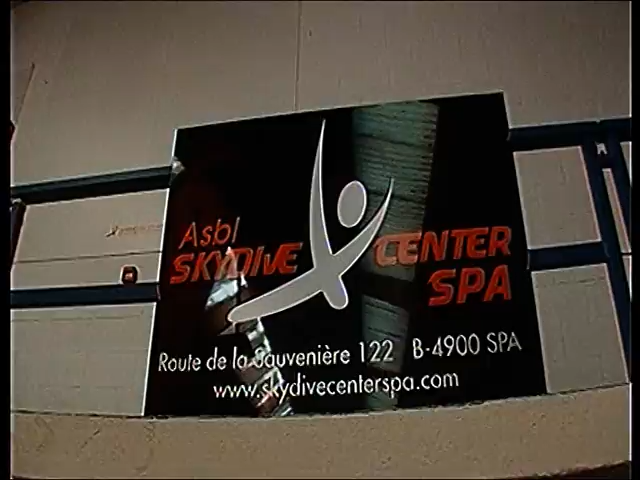 Asbl
SKYDIVE CENTER
SPA
Route de la Sauvenière 122 B-4900 SPA
www.skydivecenterspa.com